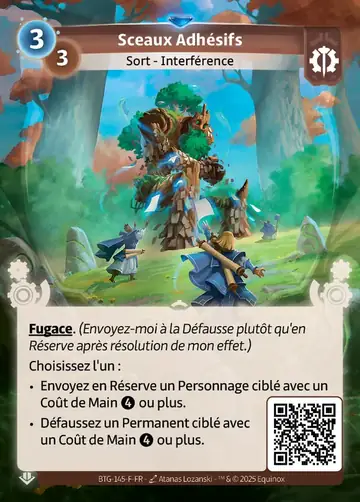 3
3
Sceaux Adhésifs
Sort - Interférence
Fugace. (Envoyez-moi à la Défausse plutôt qu'en
Réserve après résolution de mon effet.)
Choisissez l'un :
• Envoyez en Réserve un Personnage ciblé avec un
Coût de Main 4 ou plus.
• Défaussez un Permanent ciblé avec
un Coût de Main 4 ou plus.
BTG-145-F-FR - Atanas Lozanski - ™ & © 2025 Equinox